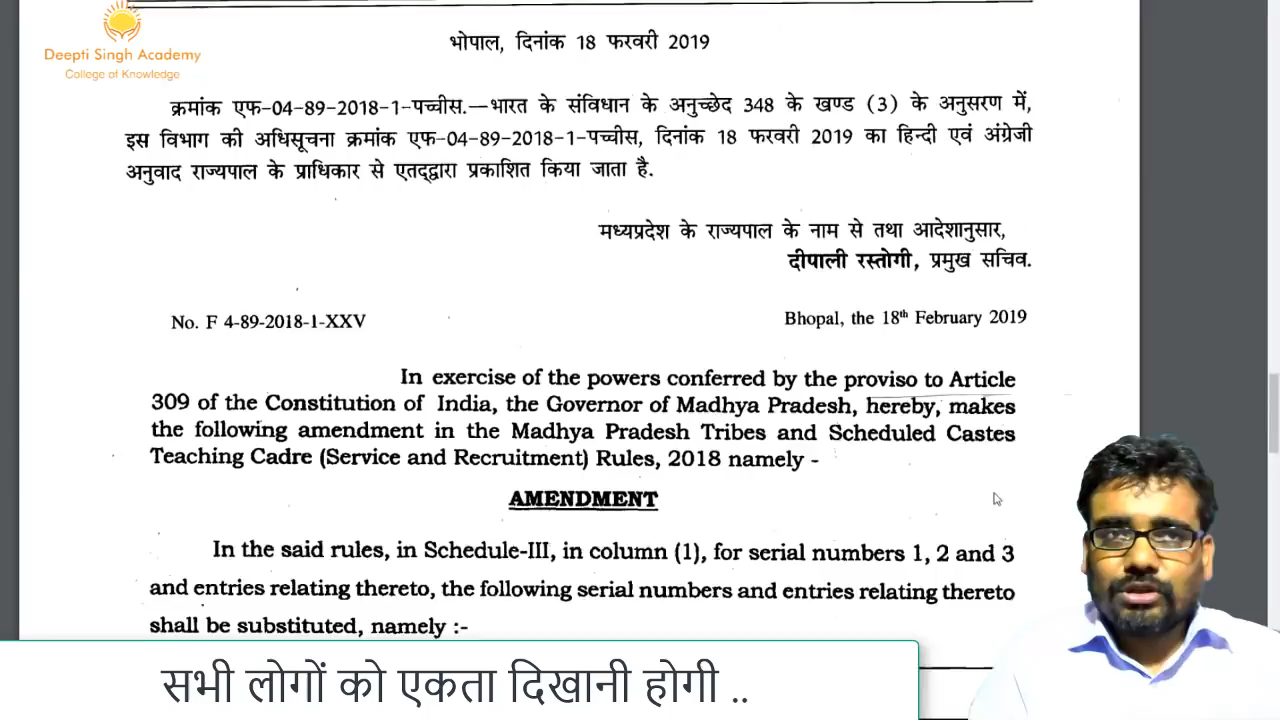 Deepti Singh Academy
College of Knowledge
भोपाल, दिनांक 18 फरवरी 2019
क्रमांक एफ-04-89-2018-1-पच्चीस.—भारत के संविधान के अनुच्छेद 348 के खण्ड (3) के अनुसरण में,
इस विभाग की अधिसूचना क्रमांक एफ-04-89-2018-1-पच्चीस, दिनांक 18 फरवरी 2019 का हिन्दी एवं अंग्रेजी
अनुवाद राज्यपाल के प्राधिकार से एतद्द्वारा प्रकाशित किया जाता है.
मध्यप्रदेश के राज्यपाल के नाम से तथा आदेशानुसार,
दीपाली रस्तोगी, प्रमुख सचिव.
No. F 4-89-2018-1-XXV
Bhopal, the 18th February 2019
In exercise of the powers conferred by the proviso to Article
309 of the Constitution of India, the Governor of Madhya Pradesh, hereby, makes
the following amendment in the Madhya Pradesh Tribes and Scheduled Castes
Teaching Cadre (Service and Recruitment) Rules, 2018 namely -
AMENDMENT
In the said rules, in Schedule-III, in column (1), for serial numbers 1, 2 and 3
and entries relating thereto, the following serial numbers and entries relating thereto
shall be substituted, namely :-
सभी लोगों को एकता दिखानी होगी ..